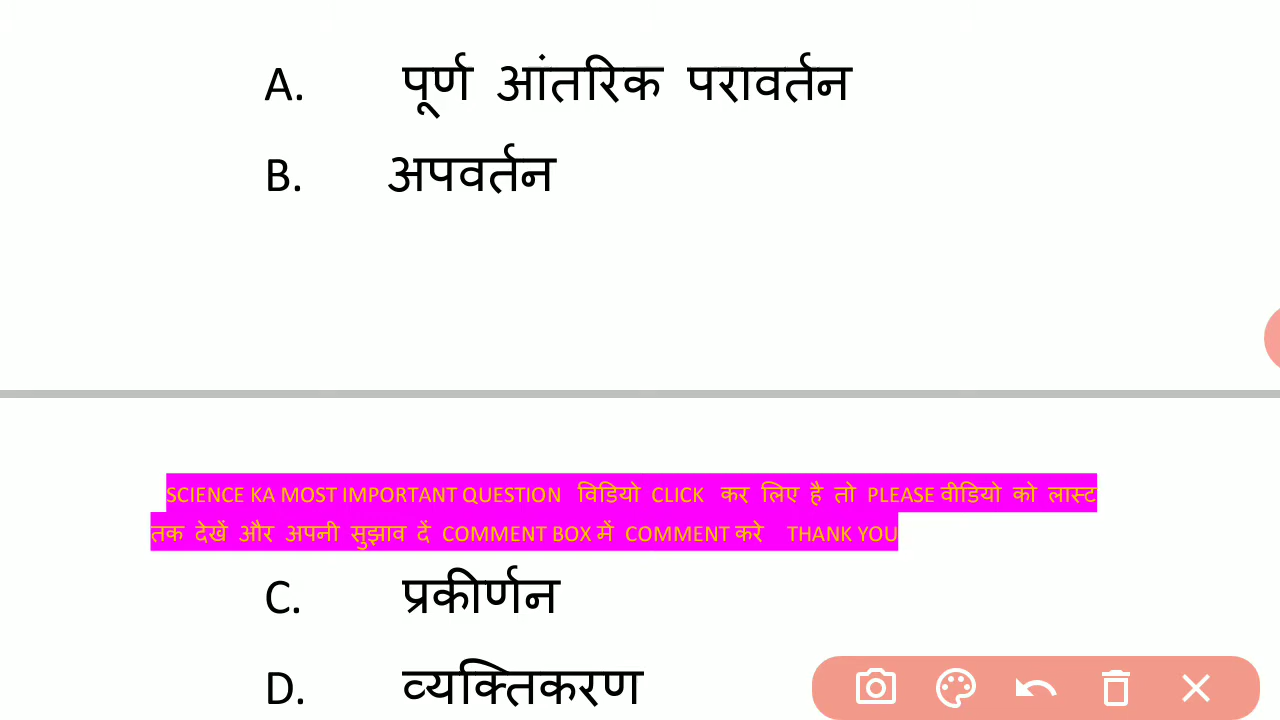 A. पूर्ण आंतरिक परावर्तन
B. अपवर्तन
SCIENCE KA MOST IMPORTANT QUESTION विडियो CLICK कर लिए है तो PLEASE वीडियो को लास्ट
तक देखें और अपनी सुझाव दें COMMENT BOX में COMMENT करे THANK YOU
C. प्रकीर्णन
D. व्यक्तिकरण